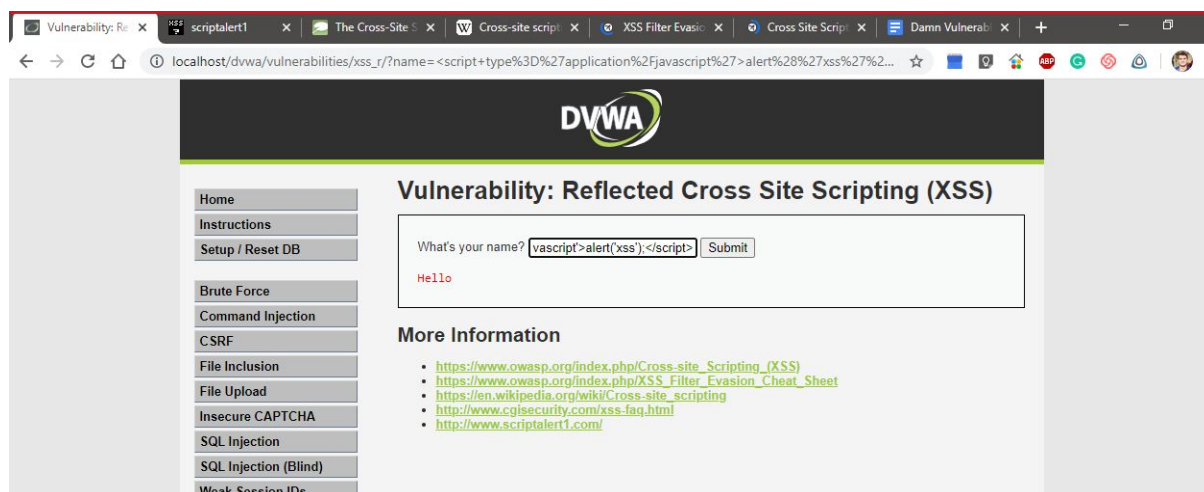 Vulnerability: Re
scriptalert1
The Cross-Site S
Cross-site script
XSS Filter Evasio
Cross Site Script
Damn Vulnerabl
localhost/dvwa/vulnerabilities/xss_r/?name=<script+type%3D%27application%2Fjavascript%27>alert%28%27xss%27%2...
DVWA
Home
Instructions
Setup / Reset DB
Brute Force
Command Injection
CSRF
File Inclusion
File Upload
Insecure CAPTCHA
SQL Injection
SQL Injection (Blind)
Weak Session IDs
Vulnerability: Reflected Cross Site Scripting (XSS)
What's your name? vascript'>alert('xss');</script> Submit
Hello
More Information
https://www.owasp.org/index.php/Cross-site_Scripting_(XSS)
https://www.owasp.org/index.php/XSS_Filter_Evasion_Cheat_Sheet
https://en.wikipedia.org/wiki/Cross-site_scripting
http://www.cgisecurity.com/xss-faq.html
http://www.scriptalert1.com/